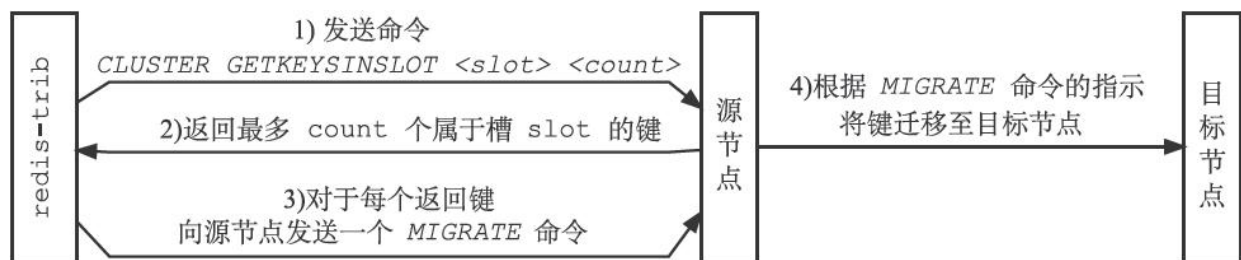 redis-trib
1) 发送命令
CLUSTER GETKEYSINSLOT <slot> <count>
2)返回最多 count 个属于槽 slot 的键
3)对于每个返回键
向源节点发送一个 MIGRATE 命令
源节点
4)根据 MIGRATE 命令的指示
将键迁移至目标节点
目标节点